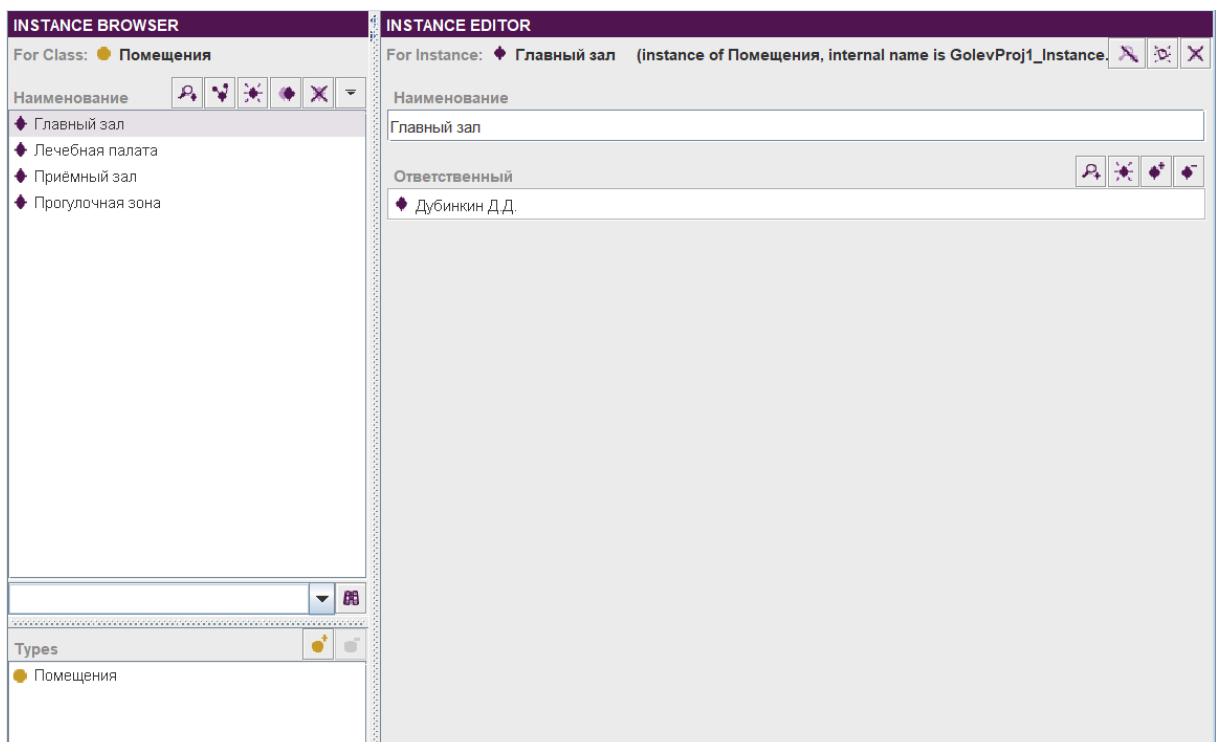 INSTANCE BROWSER
For Class: Помещения
Наименование
Главный зал
Лечебная палата
Приёмный зал
Прогулочная зона
Types
Помещения
INSTANCE EDITOR
For Instance: Главный зал (instance of Помещения, internal name is GolevProj1_Instance.
Наименование
Главный зал
Ответственный
Дубинкин Д.Д.